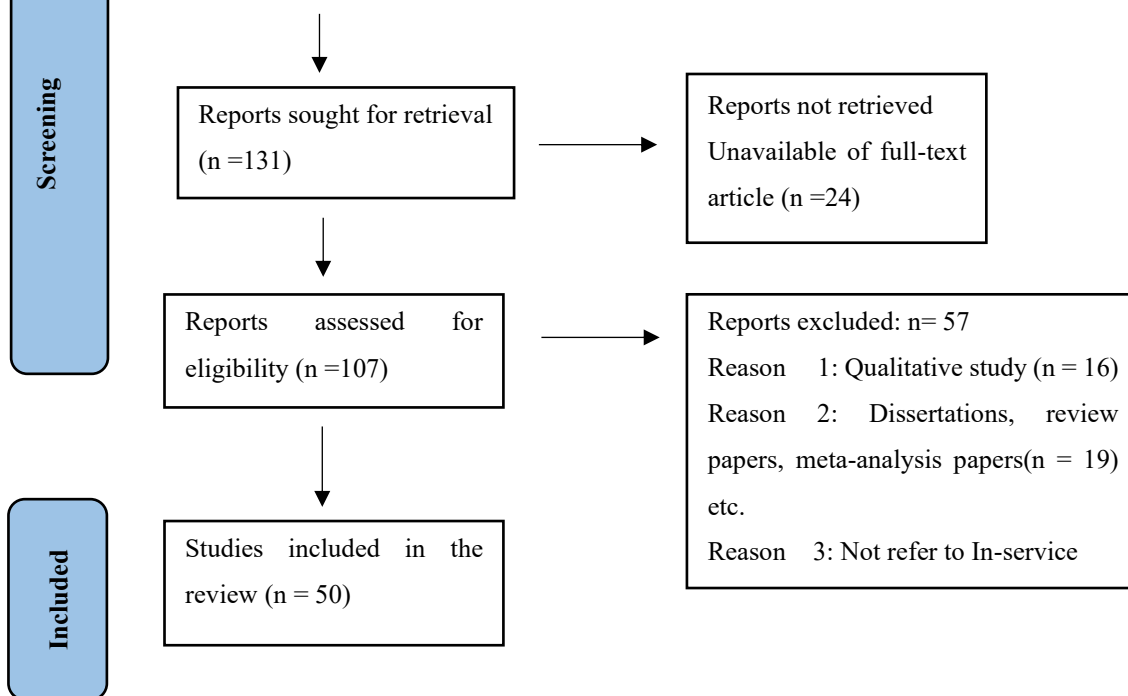 Screening
Reports sought for retrieval
(n =131)
Reports not retrieved
Unavailable of full-text
article (n =24)
Reports assessed for
eligibility (n =107)
Reports excluded: n= 57
Reason 1: Qualitative study (n = 16)
Reason 2: Dissertations, review
papers, meta-analysis papers(n = 19)
etc.
Reason 3: Not refer to In-service
Included
Studies included in the
review (n = 50)